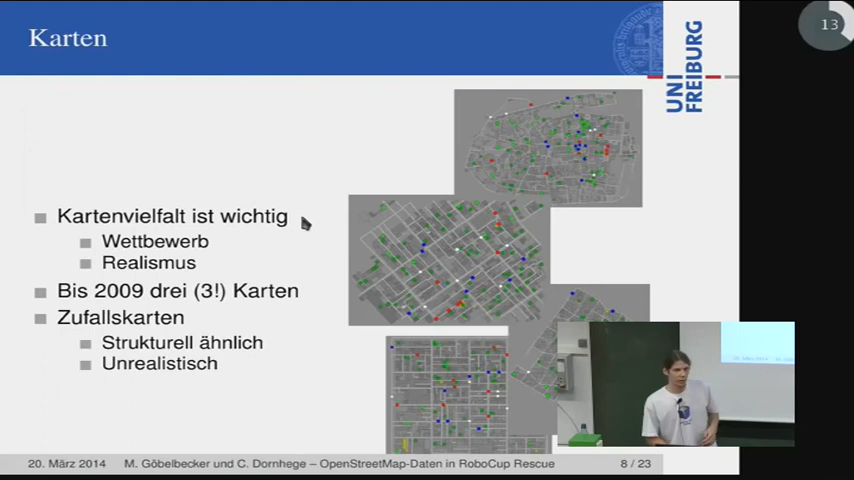 Karten
UNI
FREIBURG
13
Kartenvielfalt ist wichtig
Wettbewerb
Realismus
Bis 2009 drei (3!) Karten
Zufallskarten
Strukturell ähnlich
Unrealistisch
20. März 2014 M. Göbelbecker und C. Dornhege – OpenStreetMap-Daten in RoboCup Rescue 8 / 23